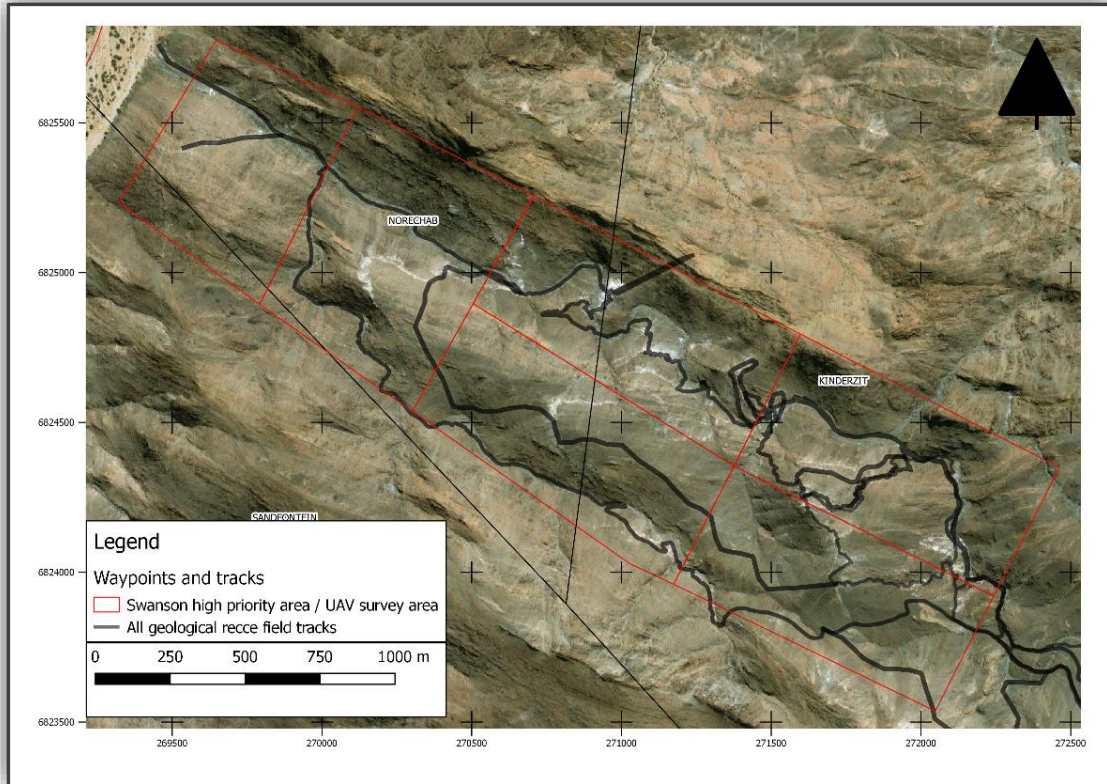 6825500
6825000
6824500
6824000
6823500
NORECHAB
KINDERZIT
SANDFONTEIN
Legend
Waypoints and tracks
Swanson high priority area / UAV survey area
All geological recce field tracks
0 250 500 750 1000 m
269500 270000 270500 271000 271500 272000 272500